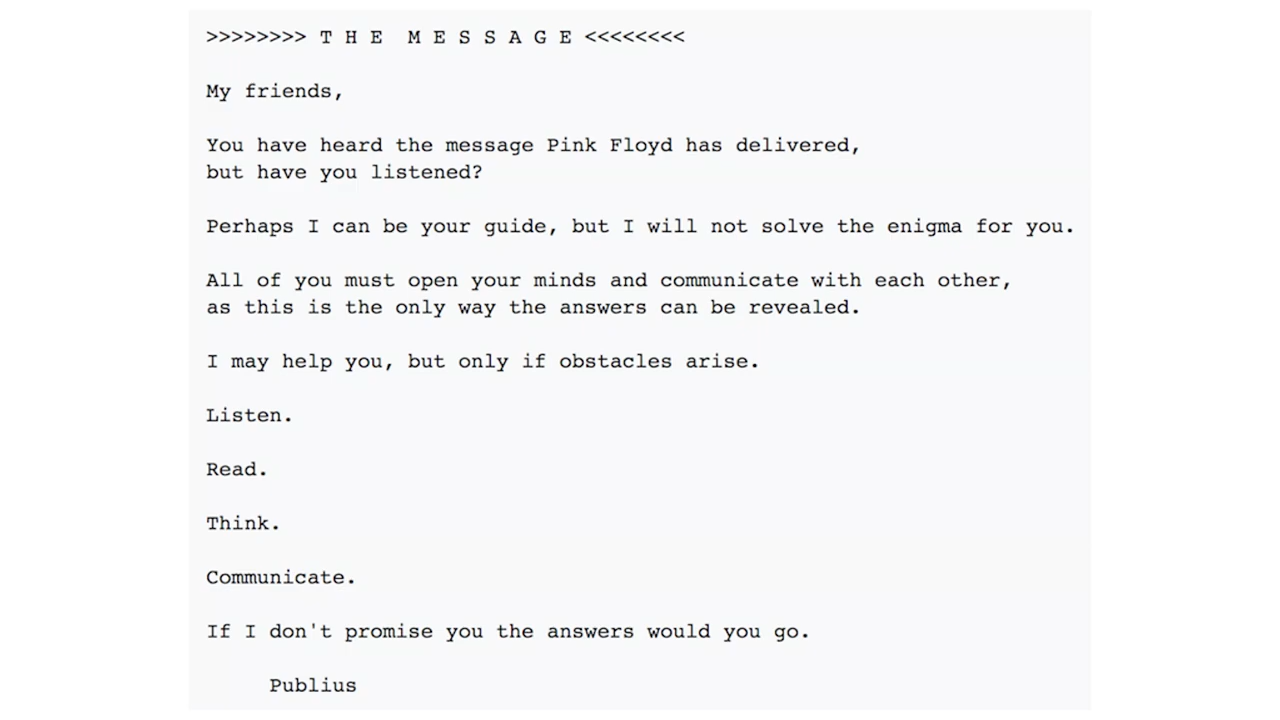 >>>>>>>> T H E  M E S S A G E <<<<<<<<
My friends,
You have heard the message Pink Floyd has delivered,
but have you listened?
Perhaps I can be your guide, but I will not solve the enigma for you.
All of you must open your minds and communicate with each other,
as this is the only way the answers can be revealed.
I may help you, but only if obstacles arise.
Listen.
Read.
Think.
Communicate.
If I don't promise you the answers would you go.
Publius